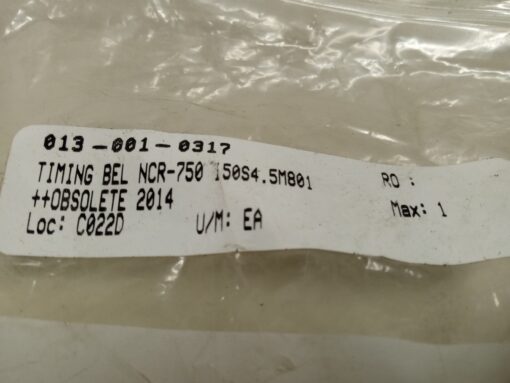 013-001-0317
TIMING BEL NCR-750 150S4.5M801
RO :
++OBSOLETE 2014
Max: 1
Loc: C022D U/M: EA